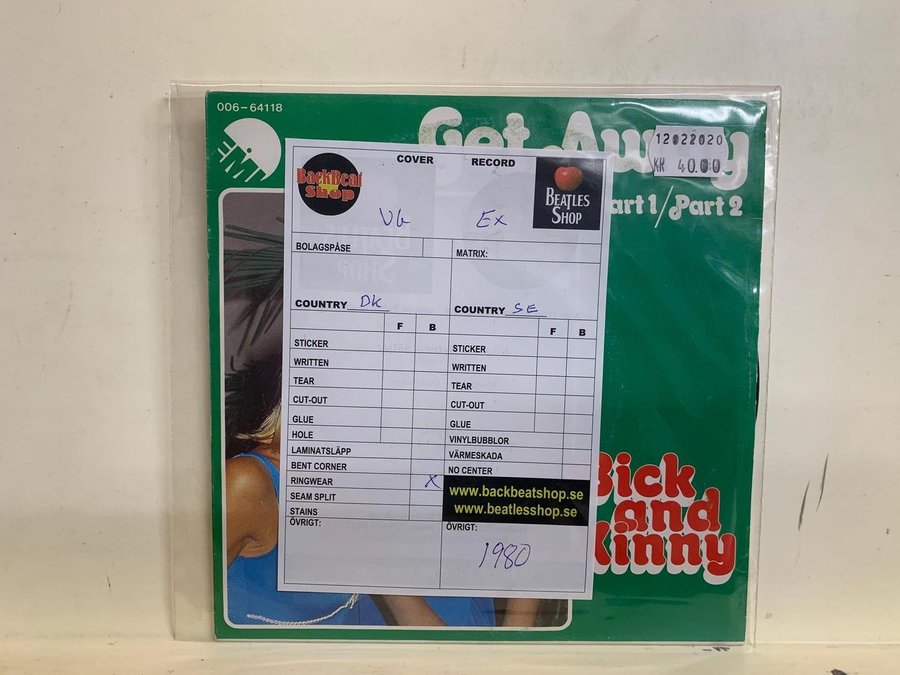 006-64118
EMI
Get Away
12022020
KR 40.00
art 1/Part 2
BackBeat
Shop
COVER RECORD
BEATLES
SHOP
VG Ex
BOLAGSPÅSE
MATRIX:
COUNTRY DK
COUNTRY SE
F B
F B
STICKER
WRITTEN
TEAR
CUT-OUT
GLUE
HOLE
LAMINATSLÄPP
BENT CORNER
RINGWEAR X
SEAM SPLIT
STAINS
ÖVRIGT:
STICKER
WRITTEN
TEAR
CUT-OUT
GLUE
VINYLBUBBLOR
VÄRMESKADA
NO CENTER
www.backbeatshop.se
www.beatlesshop.se
ÖVRIGT:
1980
Bick
and
Kinny